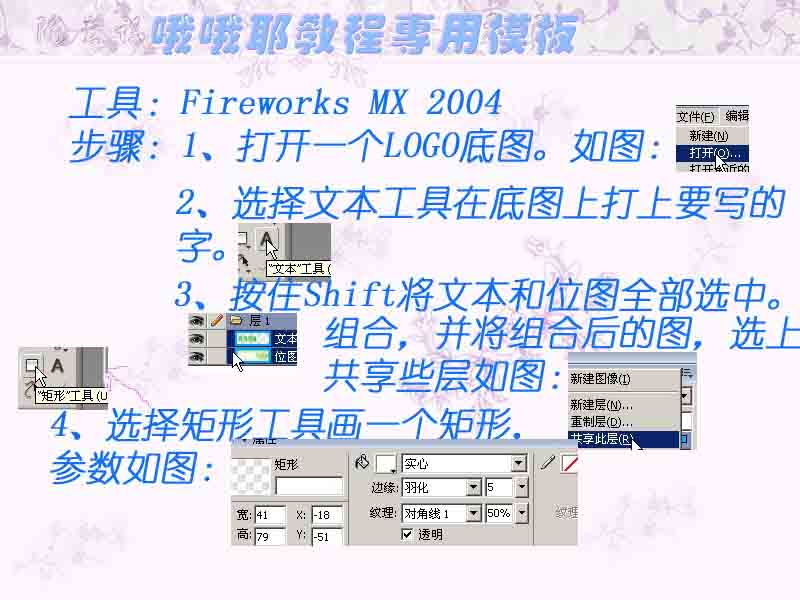 哦哦耶教程专用模板
工具：Fireworks MX 2004
步骤：1、打开一个LOGO底图。如图：
文件(F) 编辑
新建(N)
打开(O)...
2、选择文本工具在底图上打上要写的
字。
A
"文本"工具 (
3、按住Shift将文本和位图全部选中。
层 1
文本
位图
组合，并将组合后的图，选上
共享些层如图：
新建图像(I)
新建层(N)...
重制层(D)...
共享此层(R)
A
"矩形"工具 (U
4、选择矩形工具画一个矩形，
参数如图：
属性
矩形
实心
边缘: 羽化 5
纹理: 对角线 1 50%
透明
宽: 41 X: -18
高: 79 Y: -51
纹理